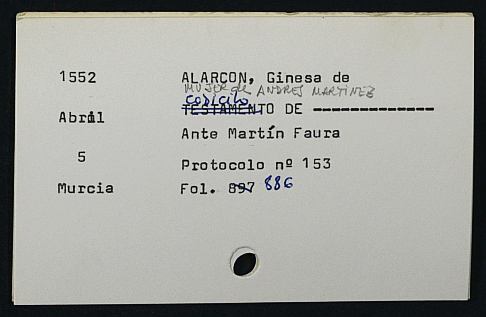 1552 ALARCON, Ginesa de
MUJER de ANDRES MARTINEZ
codicilo
Abril TESTAMENTO DE --------------
Ante Martín Faura
5 Protocolo nº 153
Murcia Fol. 897 886